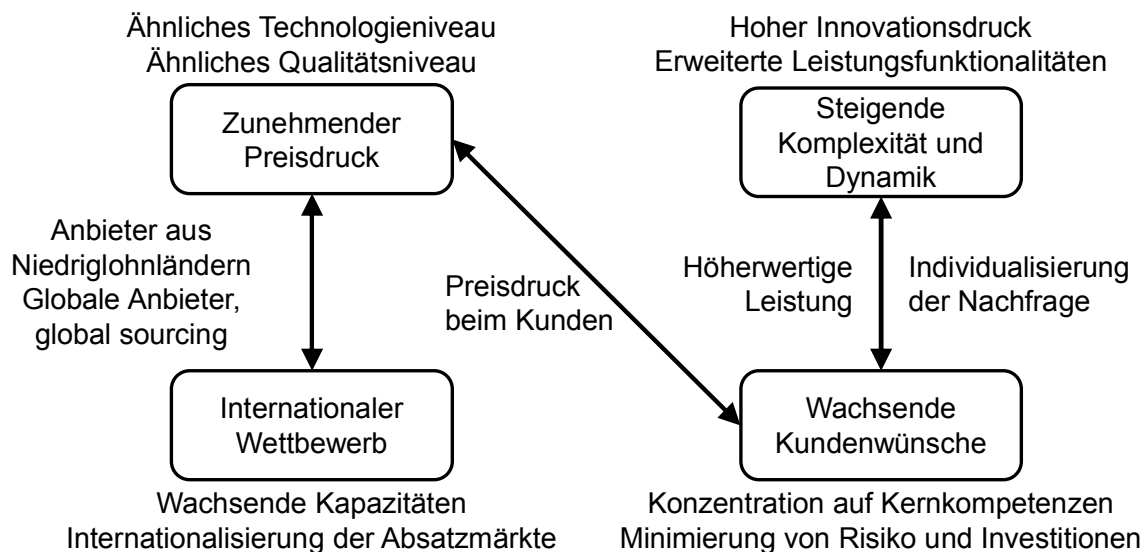 Ähnliches Technologieniveau
Ähnliches Qualitätsniveau
Zunehmender
Preisdruck
Hoher Innovationsdruck
Erweiterte Leistungsfunktionalitäten
Steigende
Komplexität und
Dynamik
Anbieter aus
Niedriglohnländern
Globale Anbieter,
global sourcing
Preisdruck
beim Kunden
Höherwertige
Leistung
Individualisierung
der Nachfrage
Internationaler
Wettbewerb
Wachsende Kapazitäten
Internationalisierung der Absatzmärkte
Wachsende
Kundenwünsche
Konzentration auf Kernkompetenzen
Minimierung von Risiko und Investitionen